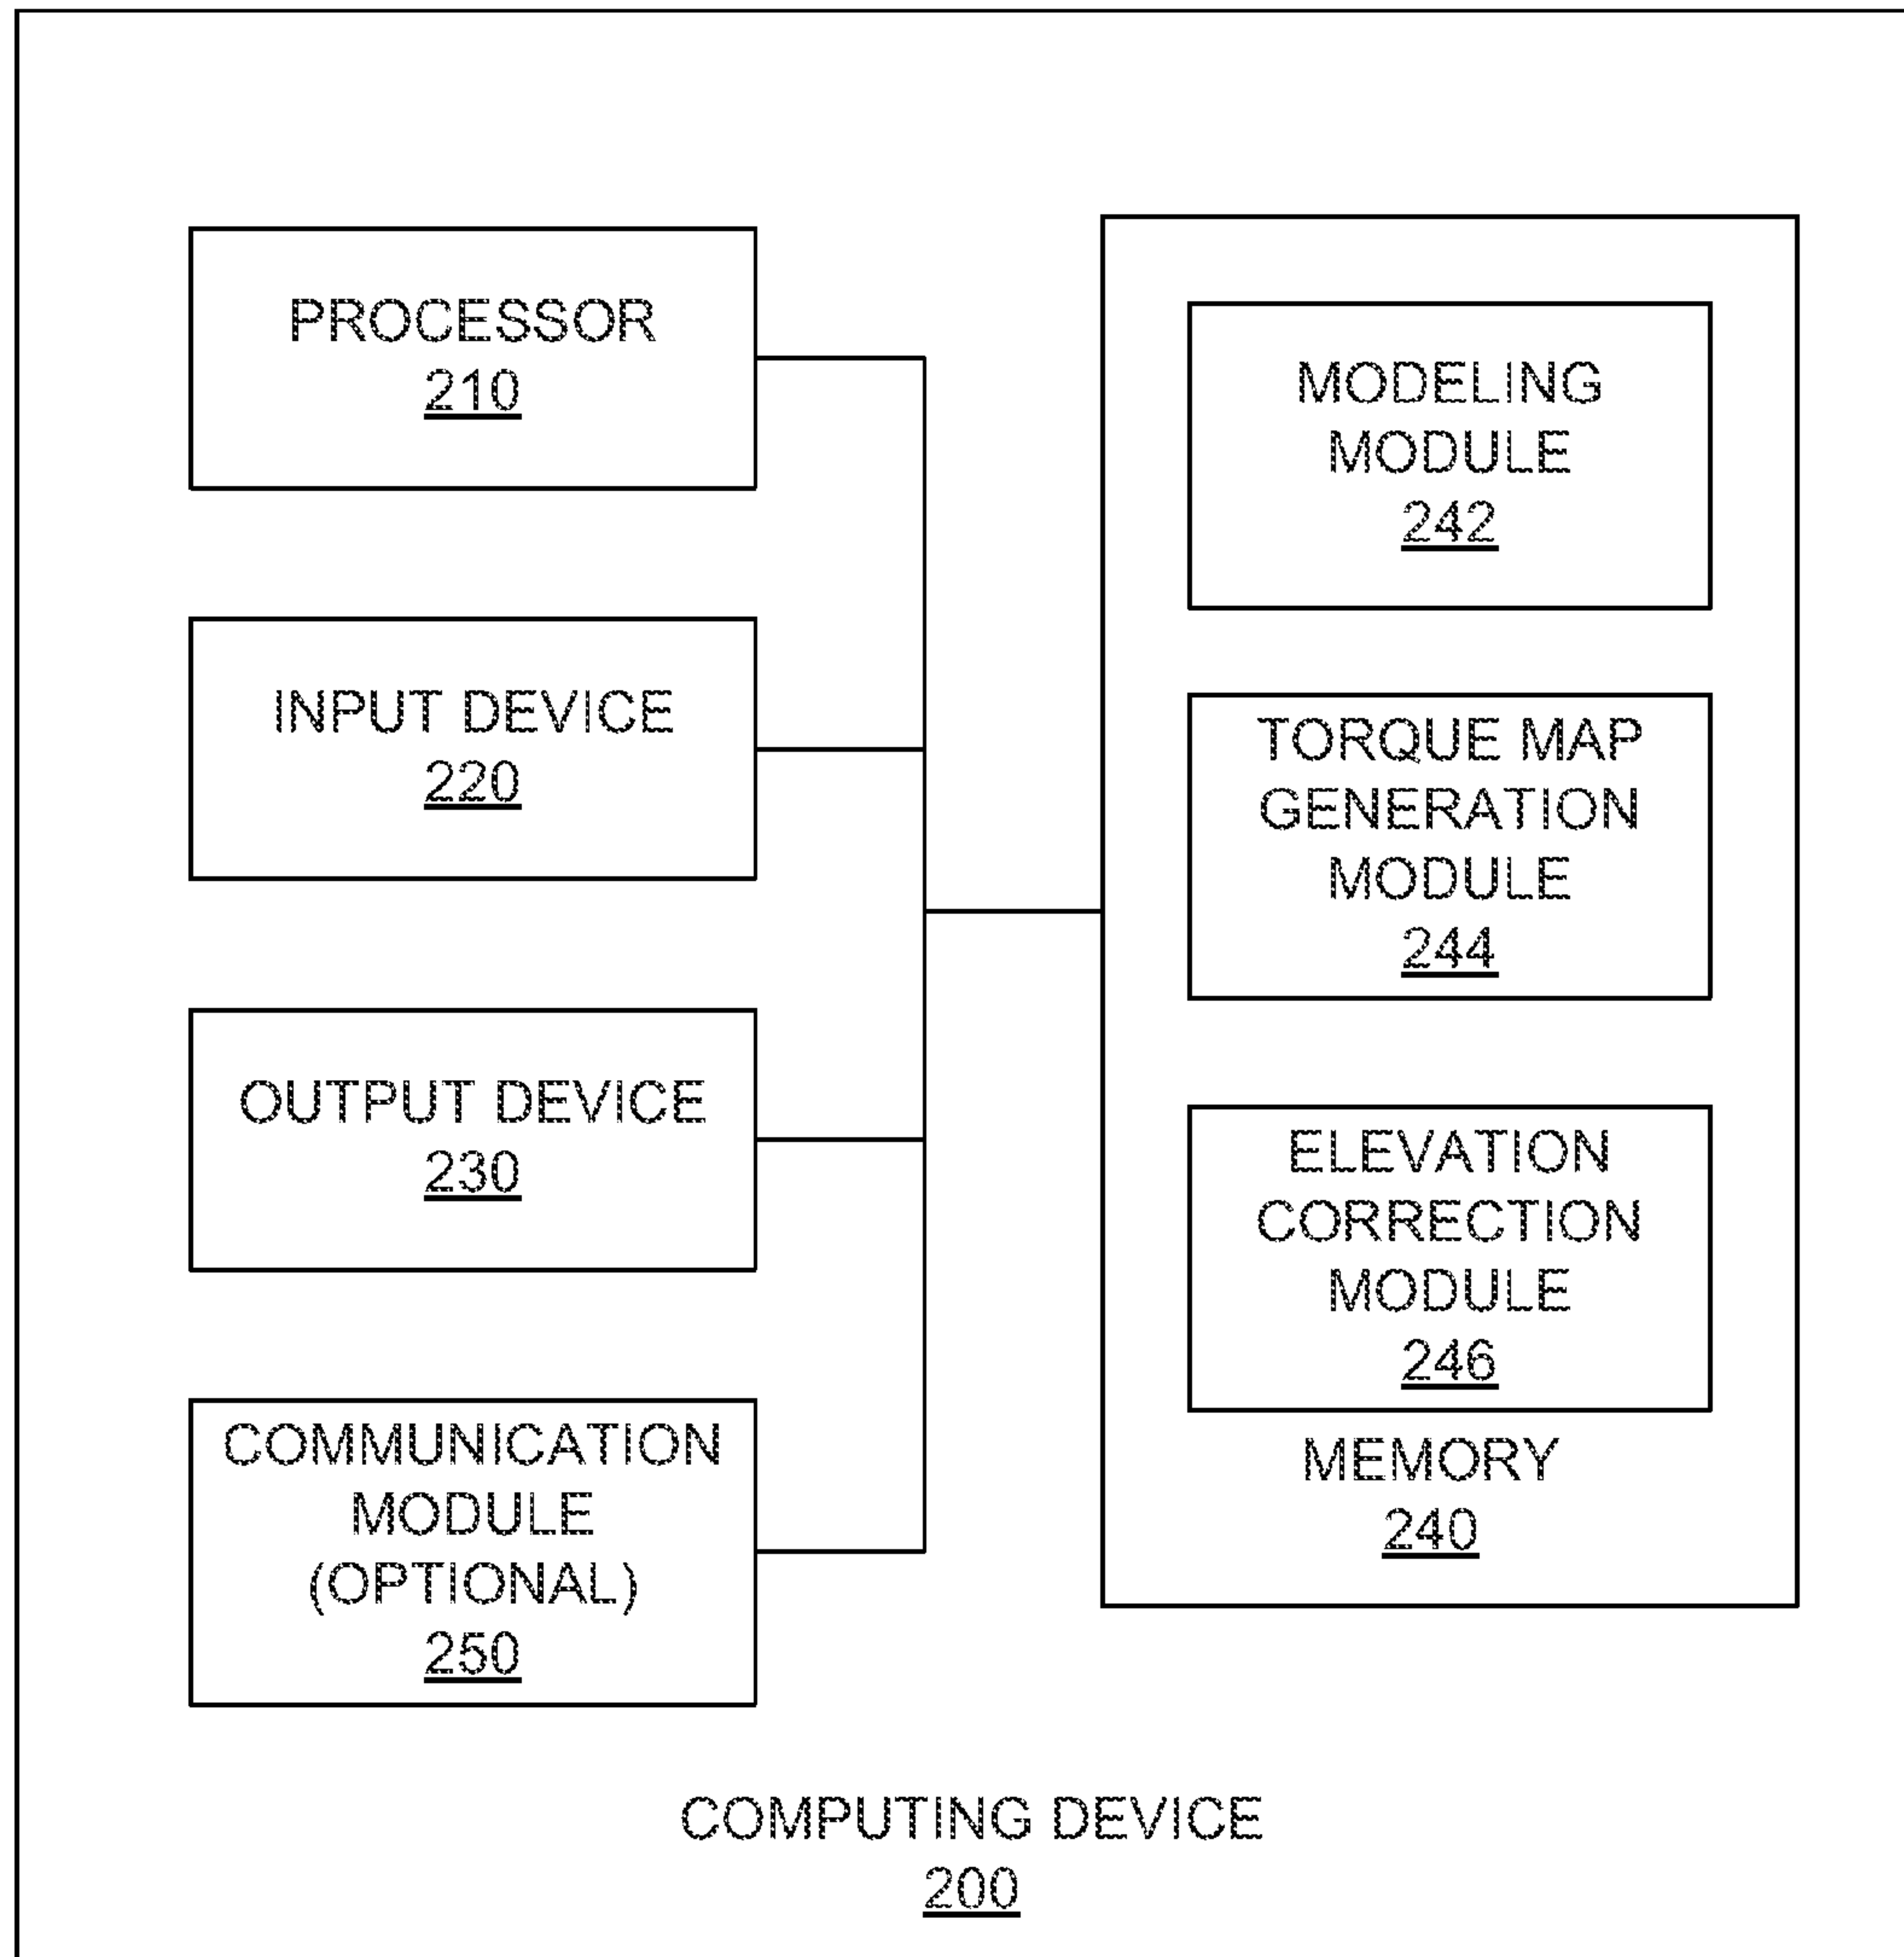 PROCESSOR
210
INPUT DEVICE
220
OUTPUT DEVICE
230
COMMUNICATION
MODULE
(OPTIONAL)
250
MODELING
MODULE
242
TORQUE MAP
GENERATION
MODULE
244
ELEVATION
CORRECTION
MODULE
246
MEMORY
240
COMPUTING DEVICE
200